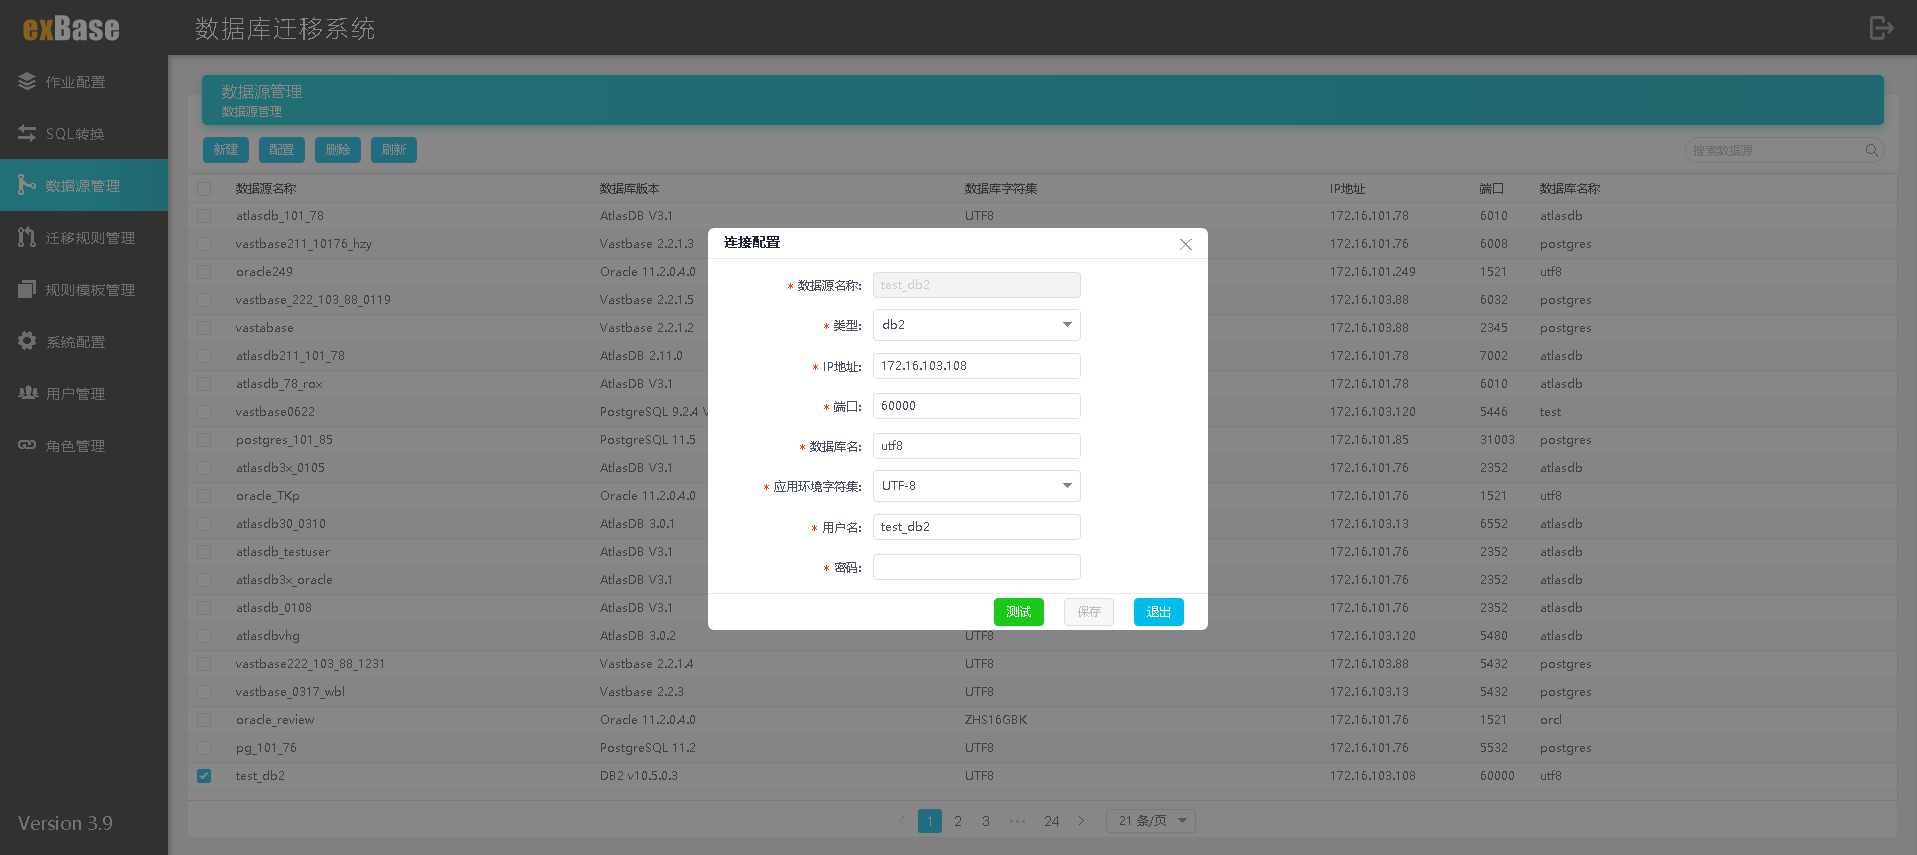 exBase
数据库迁移系统
作业配置
SQL转换
数据源管理
迁移规则管理
规则模板管理
系统配置
用户管理
角色管理
Version 3.9
数据源管理
数据源管理
新建 配置 删除 刷新 搜索数据源
数据源名称 数据库版本 数据库字符集 IP地址 端口 数据库名称
atlasdb_101_78 AtlasDB V3.1 UTF8 172.16.101.78 6010 atlasdb
vastbase211_10176_hzy Vastbase 2.2.1.3 172.16.101.76 6008 postgres
oracle249 Oracle 11.2.0.4.0 172.16.101.249 1521 utf8
vastbase_222_103_88_0119 Vastbase 2.2.1.5 172.16.103.88 6032 postgres
vastabase Vastbase 2.2.1.2 172.16.103.88 2345 postgres
atlasdb211_101_78 AtlasDB 2.11.0 172.16.101.78 7002 atlasdb
atlasdb_78_rox AtlasDB V3.1 172.16.101.78 6010 atlasdb
vastbase0622 PostgreSQL 9.2.4 V 172.16.103.120 5446 test
postgres_101_85 PostgreSQL 11.5 172.16.101.85 31003 postgres
atlasdb3x_0105 AtlasDB V3.1 172.16.101.76 2352 atlasdb
oracle_TKp Oracle 11.2.0.4.0 172.16.101.76 1521 utf8
atlasdb30_0310 AtlasDB 3.0.1 172.16.103.13 6552 atlasdb
atlasdb_testuser AtlasDB V3.1 172.16.101.76 2352 atlasdb
atlasdb3x_oracle AtlasDB V3.1 172.16.101.76 2352 atlasdb
atlasdb_0108 AtlasDB V3.1 172.16.101.76 2352 atlasdb
atlasdbvhg AtlasDB 3.0.2 UTF8 172.16.103.120 5480 atlasdb
vastbase222_103_88_1231 Vastbase 2.2.1.4 UTF8 172.16.103.88 5432 postgres
vastbase_0317_wbl Vastbase 2.2.3 UTF8 172.16.103.13 5432 postgres
oracle_review Oracle 11.2.0.4.0 ZHS16GBK 172.16.101.76 1521 orcl
pg_101_76 PostgreSQL 11.2 UTF8 172.16.101.76 5532 postgres
test_db2 DB2 v10.5.0.3 UTF8 172.16.103.108 60000 utf8
1 2 3 ··· 24 21 条/页
连接配置
* 数据源名称: test_db2
* 类型: db2
* IP地址: 172.16.103.108
* 端口: 60000
* 数据库名: utf8
* 应用环境字符集: UTF-8
* 用户名: test_db2
* 密码:
测试 保存 退出